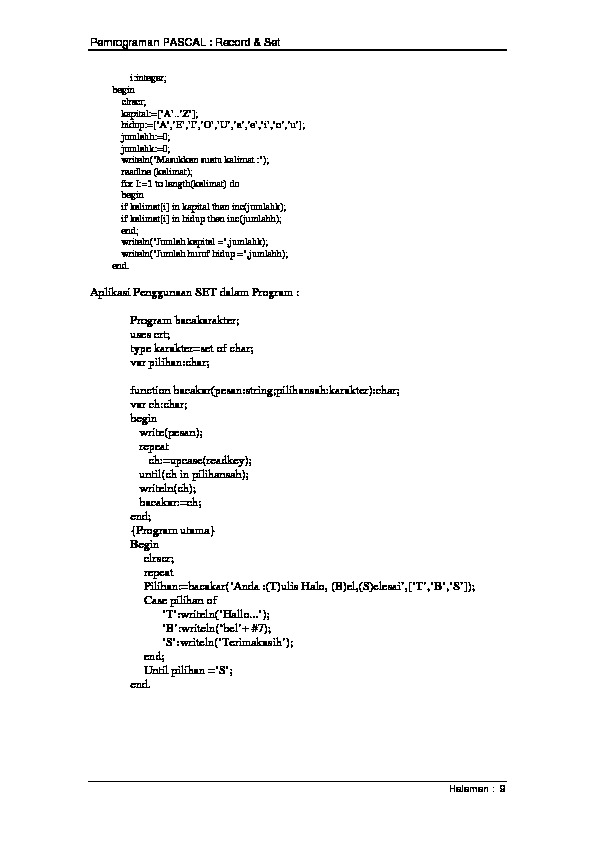 Pemrograman PASCAL : Record & Set
i:integer;
begin
clrscr;
kapital:=['A'..'Z'];
hidup:=['A','E','I','O','U','a','e','i','o','u'];
jumlahh:=0;
jumlahk:=0;
writeln('Masukkan suatu kalimat :');
readlne (kalimat);
for I:=1 to length(kalimat) do
begin
if kalimat[i] in kapital then inc(jumlahk);
if kalimat[i] in hidup then inc(jumlahh);
end;
writeln('Jumlah kapital =',jumlahk);
writeln('Jumlah huruf hidup =',jumlahh);
end.
Aplikasi Penggunaan SET dalam Program :
Program bacakarakter;
uses crt;
type karakter=set of char;
var pilihan:char;
function bacakar(pesan:string;pilihansah:karakter):char;
var ch:char;
begin
write(pesan);
repeat
ch:=upcase(readkey);
until(ch in pilihansah);
writeln(ch);
bacakar:=ch;
end;
{Program utama}
Begin
clrscr;
repeat
Pilihan:=bacakar('Anda :(T)ulis Halo, (B)el,(S)elesai',['T','B','S']);
Case pilihan of
'T':writeln('Hallo...');
'B':writeln('bel'+ #7);
'S':writeln('Terimakasih');
end;
Until pilihan ='S';
end.
Halaman : 9